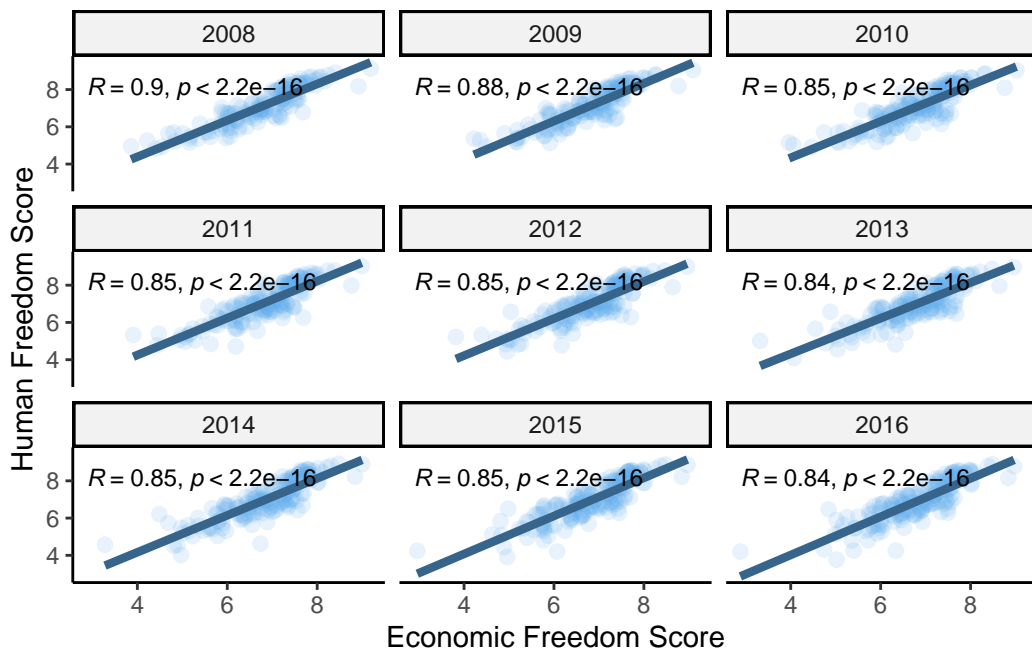 2008 2009 2010
8 R = 0.9, p < 2.2e−16 R = 0.88, p < 2.2e−16 R = 0.85, p < 2.2e−16
6
4
2011 2012 2013
8 R = 0.85, p < 2.2e−16 R = 0.85, p < 2.2e−16 R = 0.84, p < 2.2e−16
6
4
2014 2015 2016
8 R = 0.85, p < 2.2e−16 R = 0.85, p < 2.2e−16 R = 0.84, p < 2.2e−16
6
4
4 6 8 4 6 8 4 6 8
Human Freedom Score
Economic Freedom Score